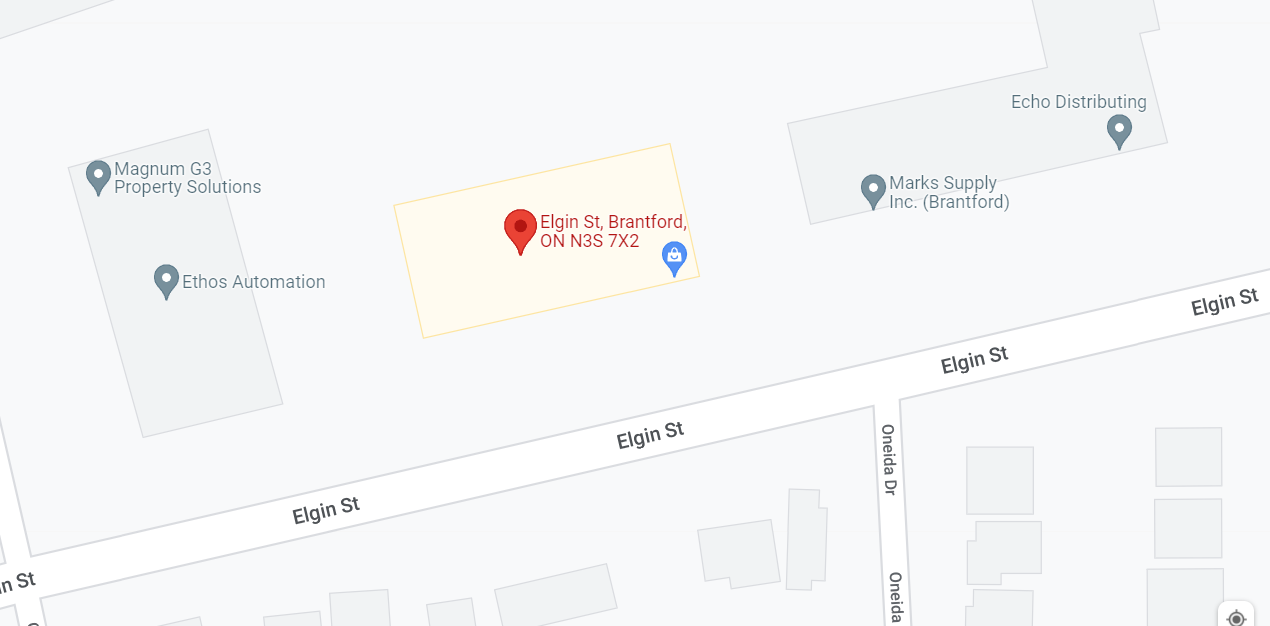 Echo Distributing
Magnum G3
Property Solutions
Marks Supply
Inc. (Brantford)
Elgin St, Brantford,
ON N3S 7X2
Ethos Automation
Elgin St
Elgin St
Elgin St
Oneida Dr
Elgin St
in St
Oneida